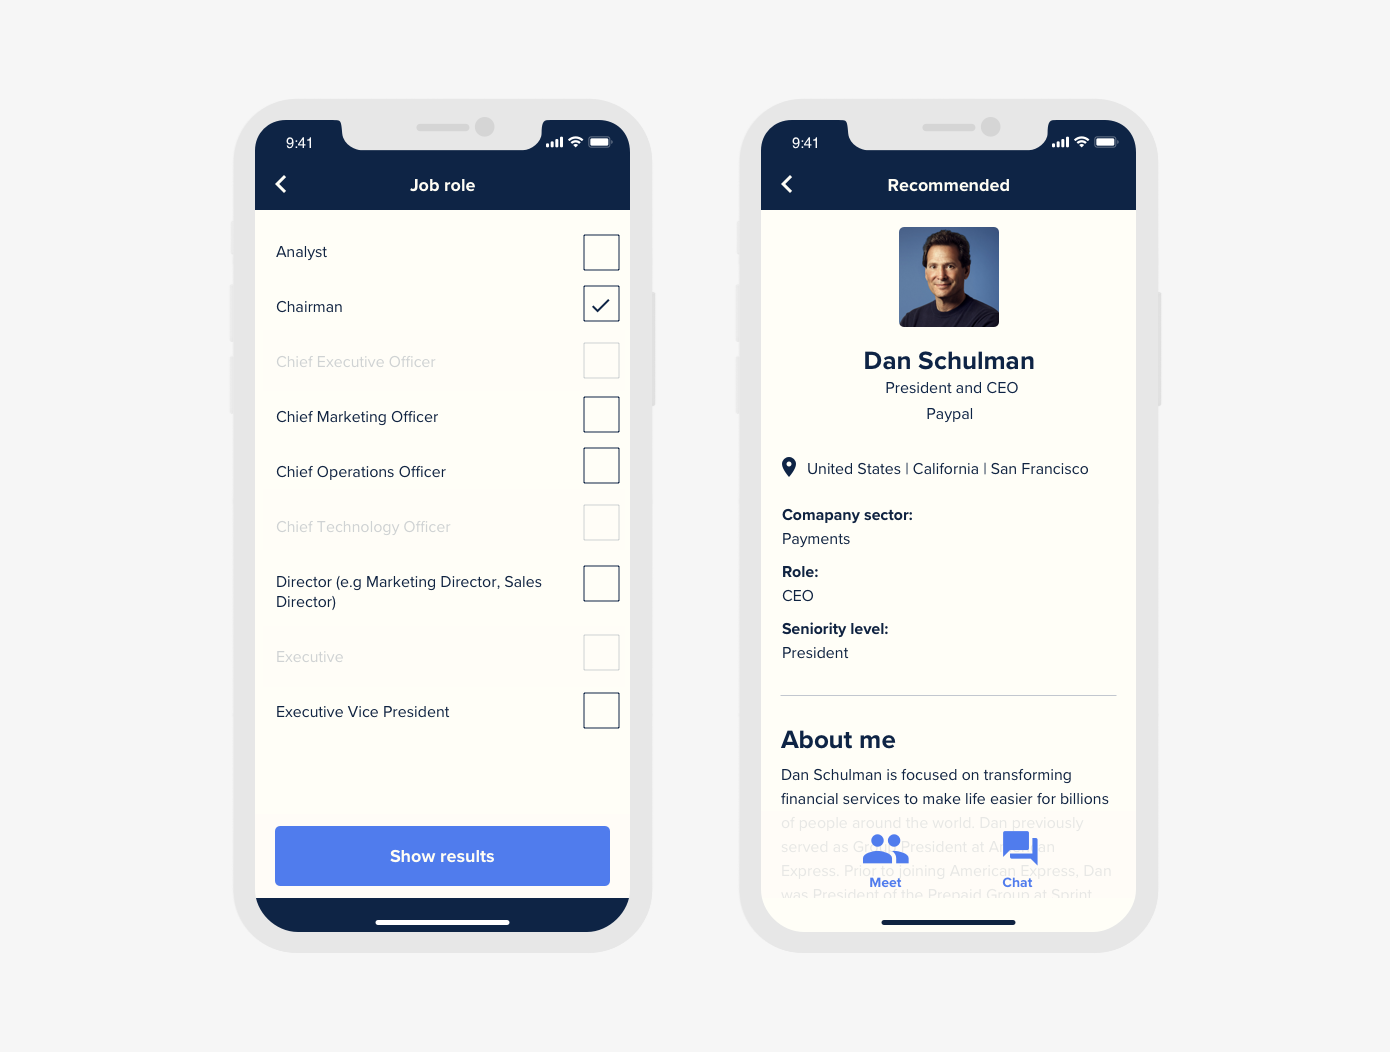 9:41
Job role
Analyst
Chairman
Chief Executive Officer
Chief Marketing Officer
Chief Operations Officer
Chief Technology Officer
Director (e.g Marketing Director, Sales
Director)
Executive
Executive Vice President
Show results
9:41
Recommended
Dan Schulman
President and CEO
Paypal
United States | California | San Francisco
Comapany sector:
Payments
Role:
CEO
Seniority level:
President
About me
Dan Schulman is focused on transforming
financial services to make life easier for billions
of people around the world. Dan previously
served as Group President at American
Express. Prior to joining American Express, Dan
was President of the Prepaid Group at Sprint
Meet
Chat